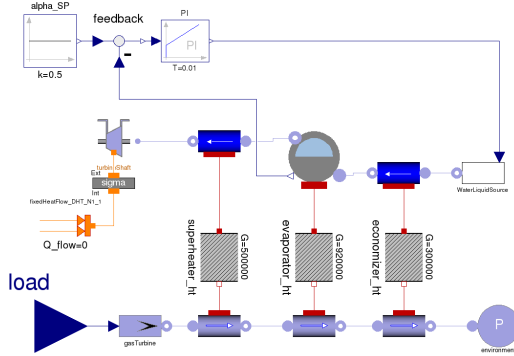 alpha_SP
feedback
PI
PI
k=0.5
T=0.01
turbineShaft
Ext
sigma
Int
fixedHeatFlow_DHT_N1_1
Q_flow=0
WaterLiquidSource
superheater_ht
G=500000
evaporator_ht
G=920000
economizer_ht
G=300000
load
gasTurbine
P
environment